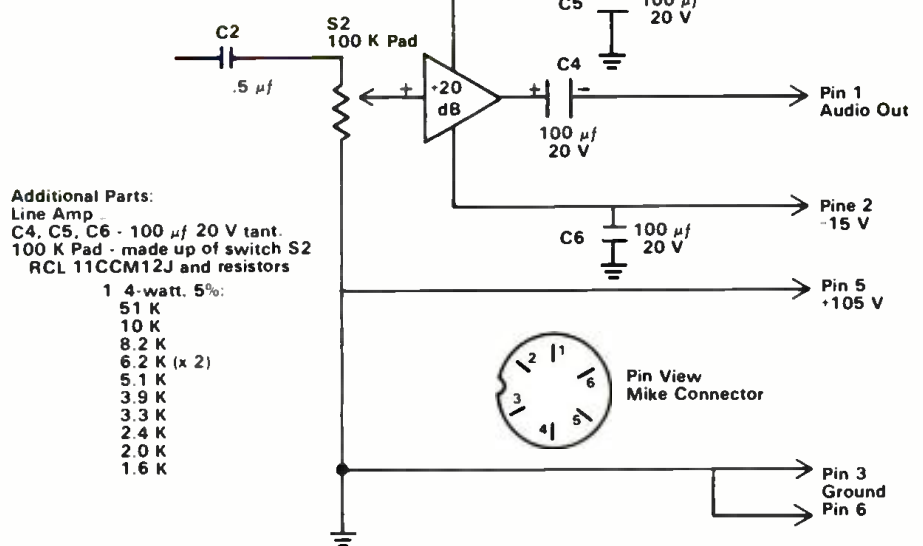 C5
100 µf
20 V
S2
C2
100 K Pad
.5 µf
+
+20
dB
+
C4
-
100 µf
20 V
Pin 1
Audio Out
Additional Parts:
Line Amp
C4, C5, C6 - 100 µf 20 V tant.
100 K Pad - made up of switch S2
RCL 11CCM12J and resistors
1 4-watt, 5%:
51 K
10 K
8.2 K
6.2 K (x 2)
5.1 K
3.9 K
3.3 K
2.4 K
2.0 K
1.6 K
Pine 2
-15 V
C6
100 µf
20 V
Pin 5
+105 V
1
2
6
3
5
4
Pin View
Mike Connector
Pin 3
Ground
Pin 6